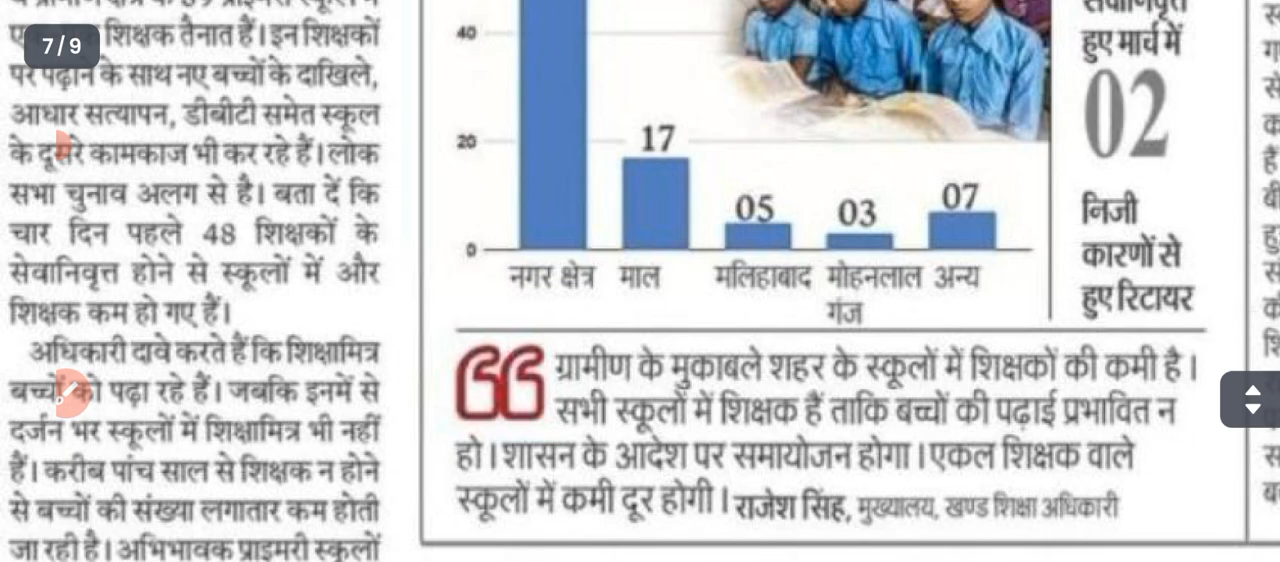 7/9
शिक्षक तैनात हैं। इन शिक्षकों
पर पढ़ाने के साथ नए बच्चों के दाखिले,
आधार सत्यापन, डीबीटी समेत स्कूल
के दूसरे कामकाज भी कर रहे हैं। लोक
सभा चुनाव अलग से है। बता दें कि
चार दिन पहले 48 शिक्षकों के
सेवानिवृत्त होने से स्कूलों में और
शिक्षक कम हो गए हैं।
अधिकारी दावे करते हैं कि शिक्षामित्र
बच्चों को पढ़ा रहे हैं। जबकि इनमें से
दर्जन भर स्कूलों में शिक्षामित्र भी नहीं
हैं। करीब पांच साल से शिक्षक न होने
से बच्चों की संख्या लगातार कम होती
जा रही है। अभिभावक प्राइमरी स्कूलों
40
20
0
17
05
03
07
नगर क्षेत्र
माल
मलिहाबाद
मोहनलाल
गंज
अन्य
सेवानिवृत्त
हुए मार्च में
02
निजी
कारणों से
हुए रिटायर
ग्रामीण के मुकाबले शहर के स्कूलों में शिक्षकों की कमी है।
सभी स्कूलों में शिक्षक हैं ताकि बच्चों की पढ़ाई प्रभावित न
हो। शासन के आदेश पर समायोजन होगा। एकल शिक्षक वाले
स्कूलों में कमी दूर होगी। राजेश सिंह, मुख्यालय, खण्ड शिक्षा अधिकारी